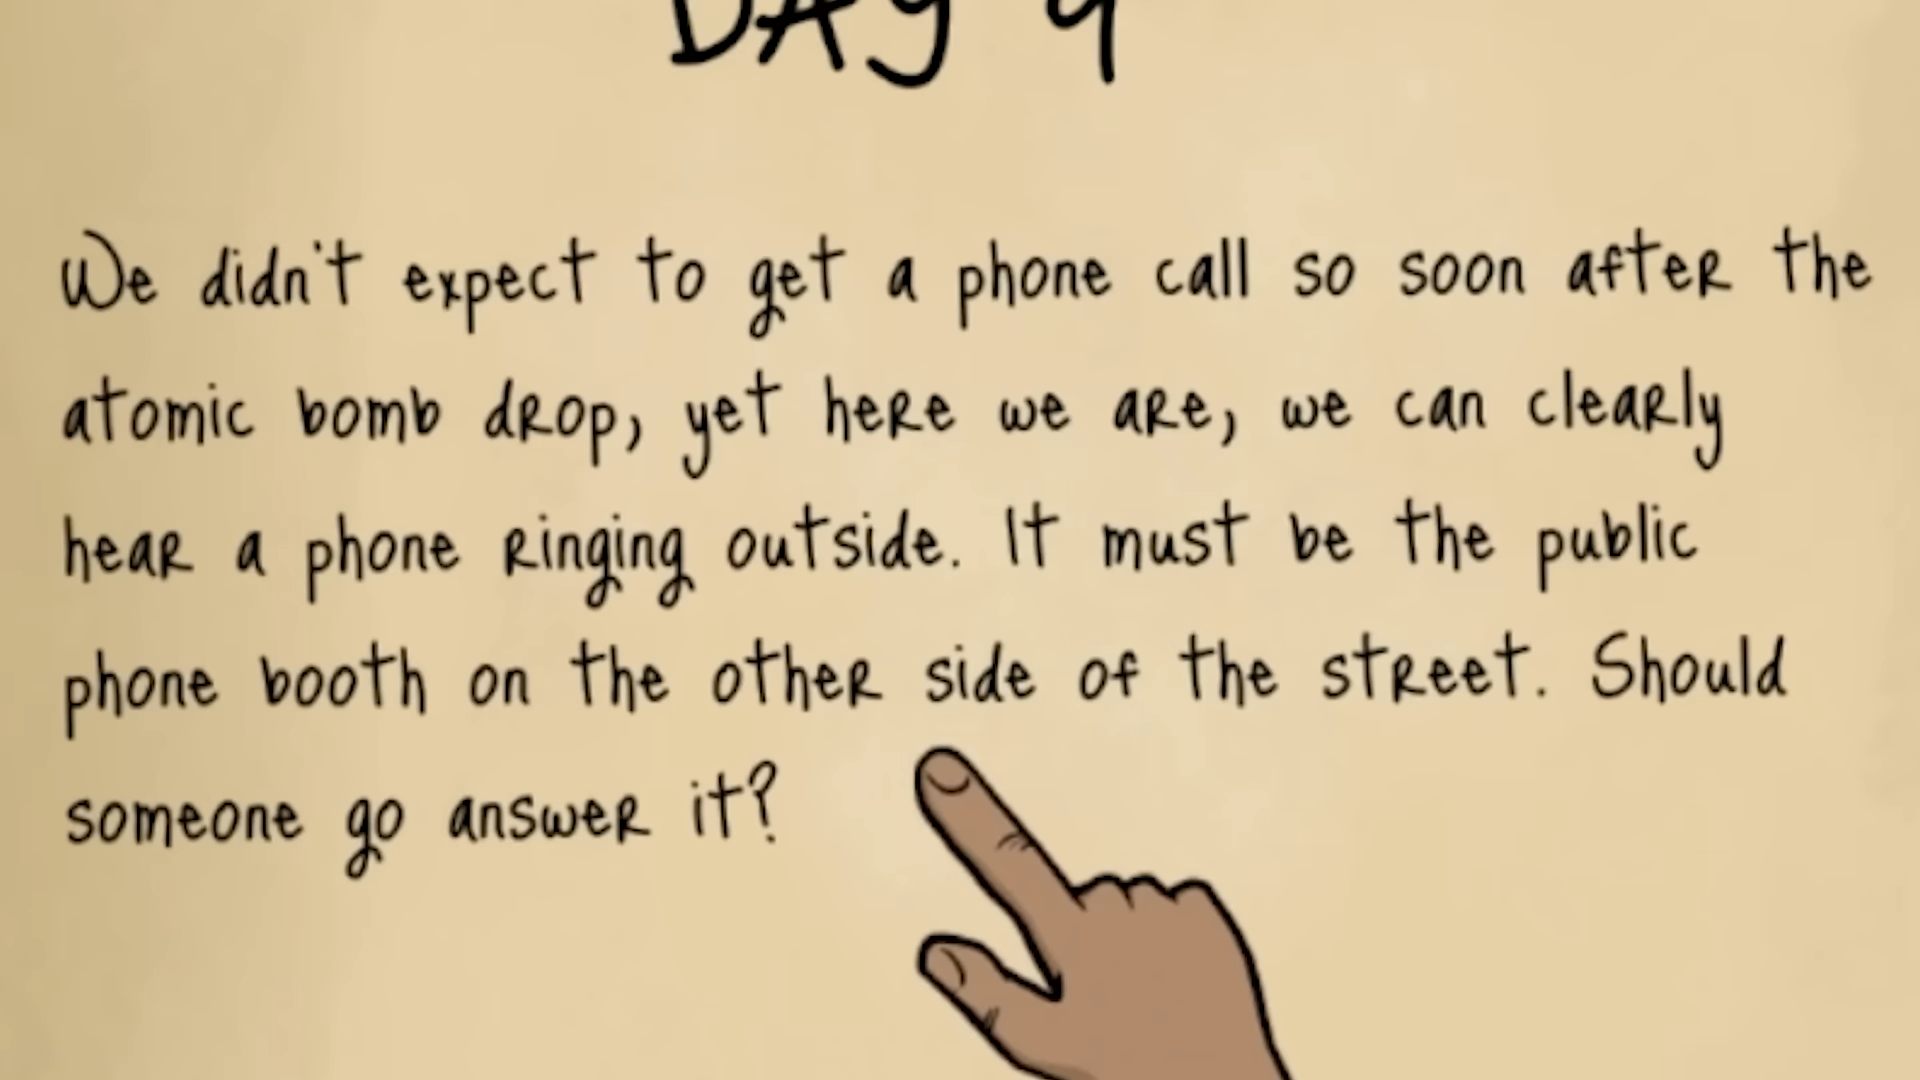 DAY 9
We didn't expect to get a phone call so soon after the
atomic bomb drop, yet here we are, we can clearly
hear a phone ringing outside. It must be the public
phone booth on the other side of the street. Should
someone go answer it?